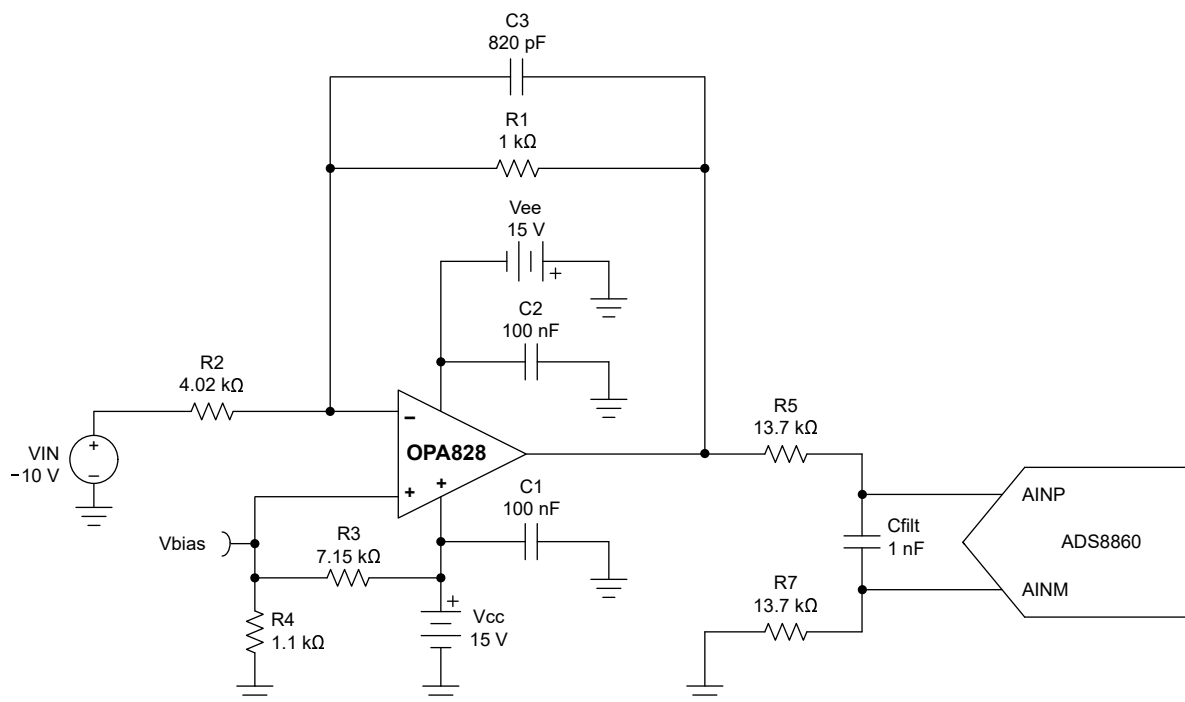 C3
820 pF
R1
1 kΩ
Vee
15 V
+
C2
100 nF
R2
4.02 kΩ
VIN
−10 V
+
−
−
OPA828
+
+
C1
100 nF
Vbias
R3
7.15 kΩ
R4
1.1 kΩ
+
Vcc
15 V
R5
13.7 kΩ
Cfilt
1 nF
R7
13.7 kΩ
AINP
ADS8860
AINM